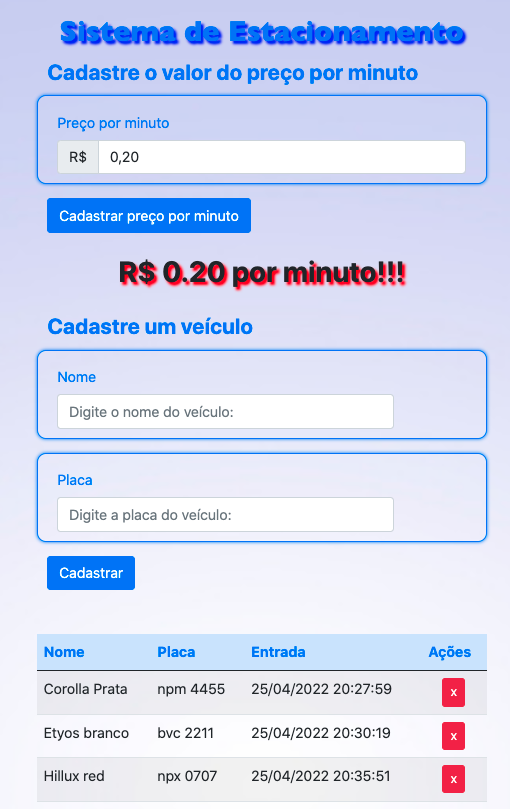 Sistema de Estacionamento
Cadastre o valor do preço por minuto
Preço por minuto
R$ 0,20
Cadastrar preço por minuto
R$ 0.20 por minuto!!!
Cadastre um veículo
Nome
Digite o nome do veículo:
Placa
Digite a placa do veículo:
Cadastrar
Nome Placa Entrada Ações
Corolla Prata npm 4455 25/04/2022 20:27:59 x
Etyos branco bvc 2211 25/04/2022 20:30:19 x
Hillux red npx 0707 25/04/2022 20:35:51 x